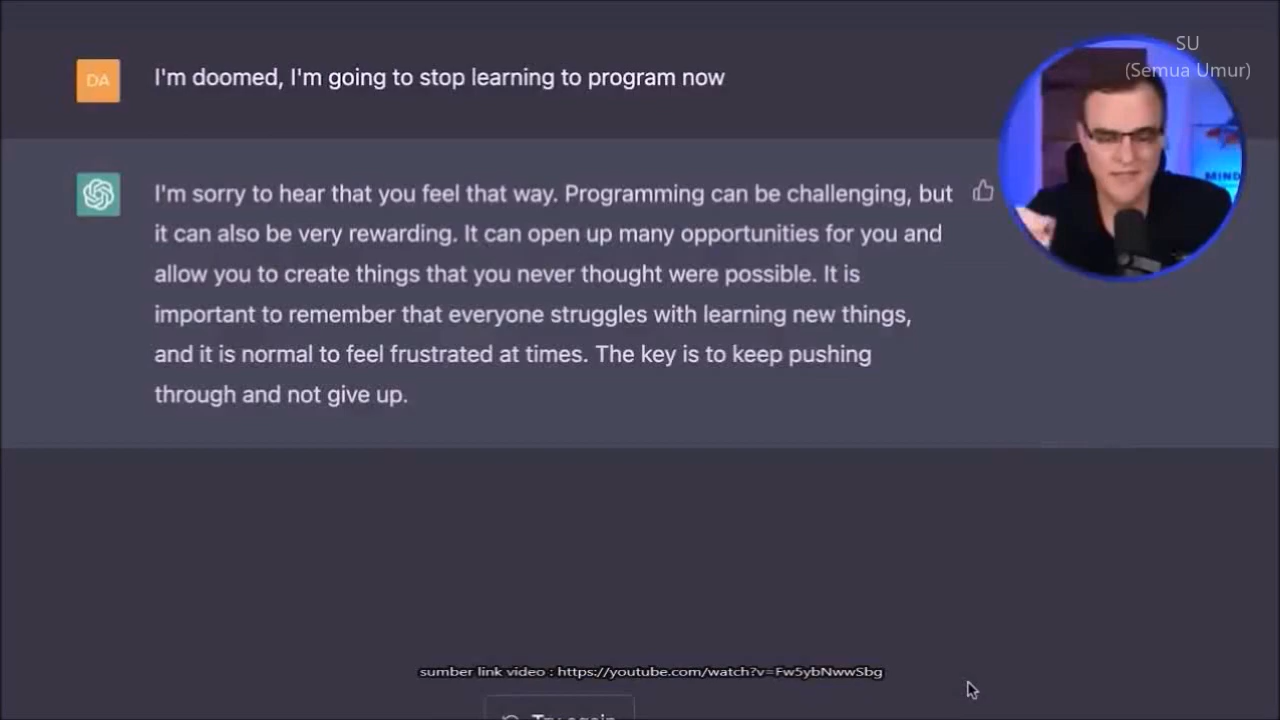 SU
(Semua Umur)
DA
I'm doomed, I'm going to stop learning to program now
I'm sorry to hear that you feel that way. Programming can be challenging, but
it can also be very rewarding. It can open up many opportunities for you and
allow you to create things that you never thought were possible. It is
important to remember that everyone struggles with learning new things,
and it is normal to feel frustrated at times. The key is to keep pushing
through and not give up.
MIND
sumber link video : https://youtube.com/watch?v=Fw5ybNwwSbg
Try again